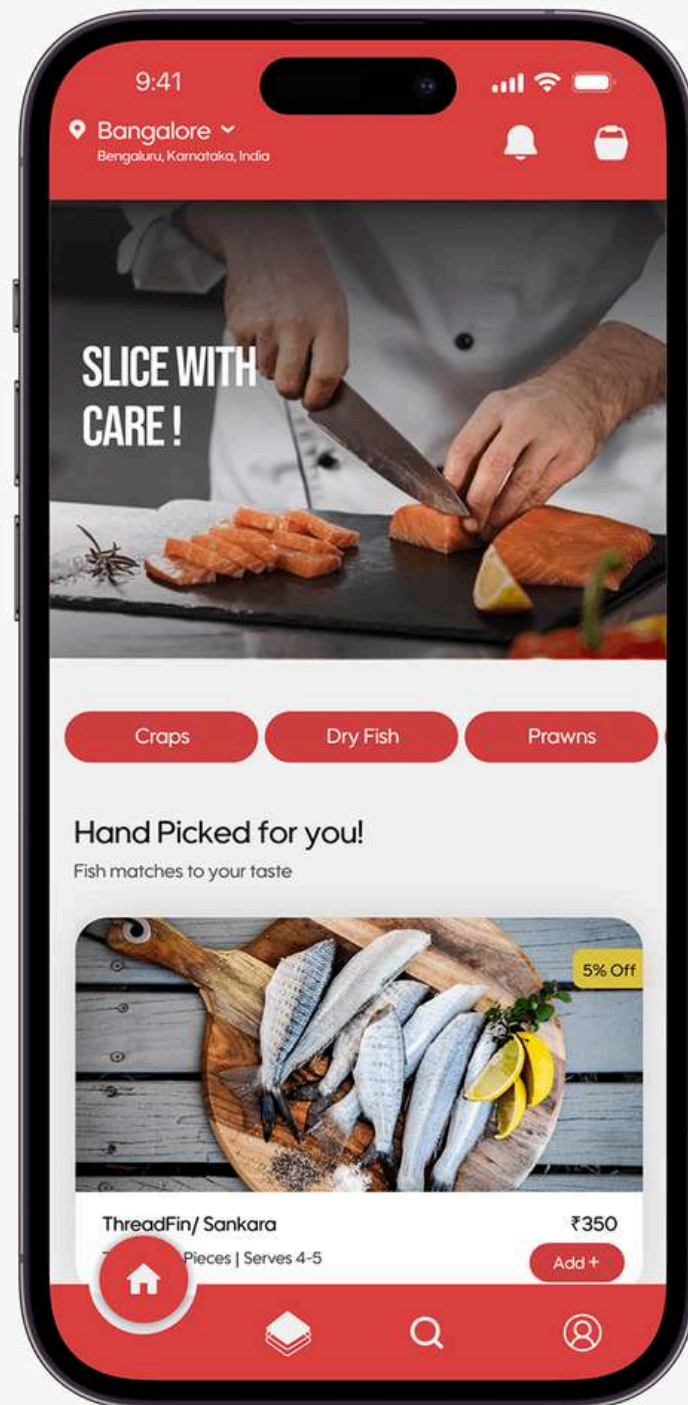 9:41
Bangalore
Bengaluru, Karnataka, India
SLICE WITH
CARE !
Craps
Dry Fish
Prawns
Hand Picked for you!
Fish matches to your taste
5% Off
ThreadFin/ Sankara
₹350
Pieces | Serves 4-5
Add +